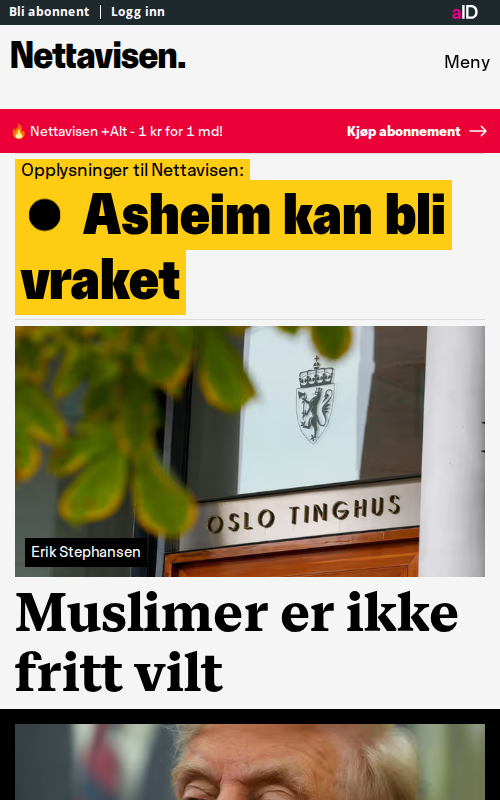 Bli abonnent | Logg inn
aID
Nettavisen.
Meny
🔥 Nettavisen +Alt - 1 kr for 1 md!
Kjøp abonnement →
Opplysninger til Nettavisen:
● Asheim kan bli
vraket
OSLO TINGHUS
Erik Stephansen
Muslimer er ikke
fritt vilt